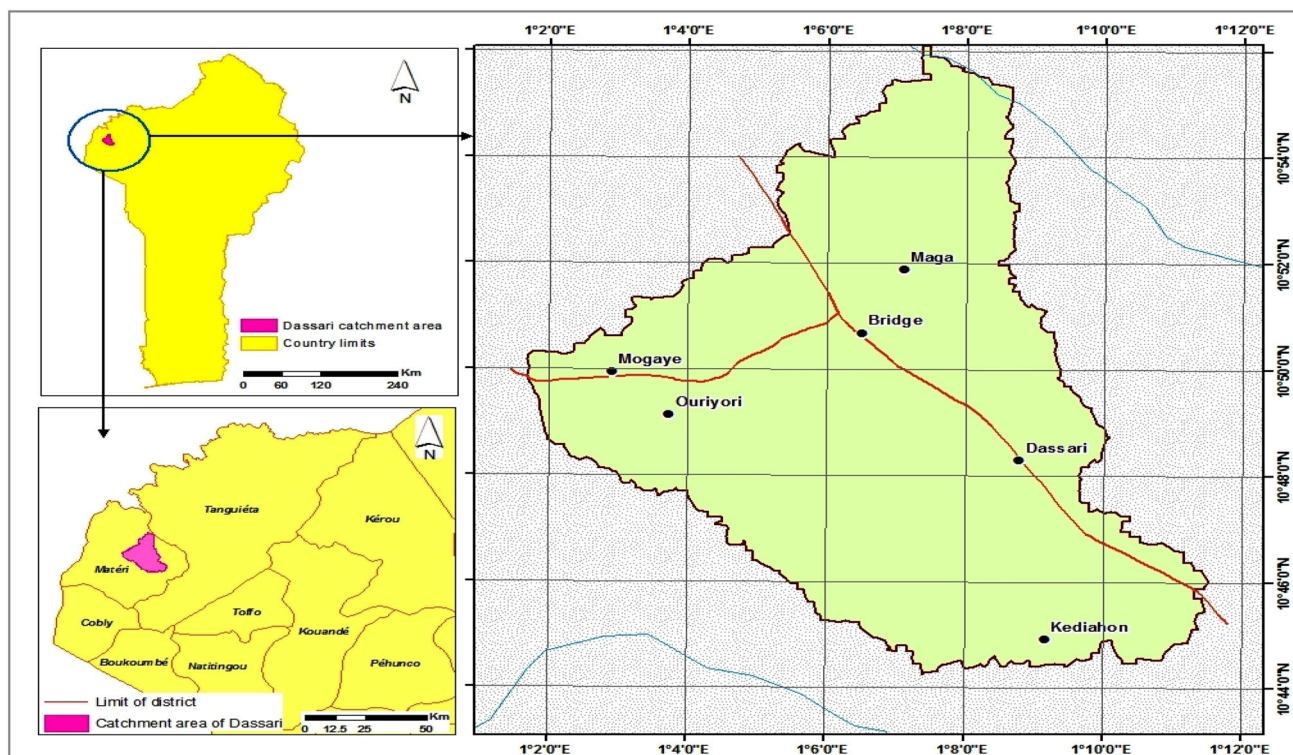 N
Dassari catchment area
Country limits
Km
0 60 120 240
N
Tanguiéta
Kérou
Matéri
Toffo
Cobly
Kouandé
Boukoumbé
Natitingou
Péhunco
Limit of district
Catchment area of Dassari
Km
0 12.5 25 50
1°2'0"E 1°4'0"E 1°6'0"E 1°8'0"E 1°10'0"E 1°12'0"E
10°54'0"N
10°52'0"N
10°50'0"N
10°48'0"N
10°46'0"N
10°44'0"N
Maga
Bridge
Mogaye
Ouriyori
Dassari
Kediahon
1°2'0"E 1°4'0"E 1°6'0"E 1°8'0"E 1°10'0"E 1°12'0"E